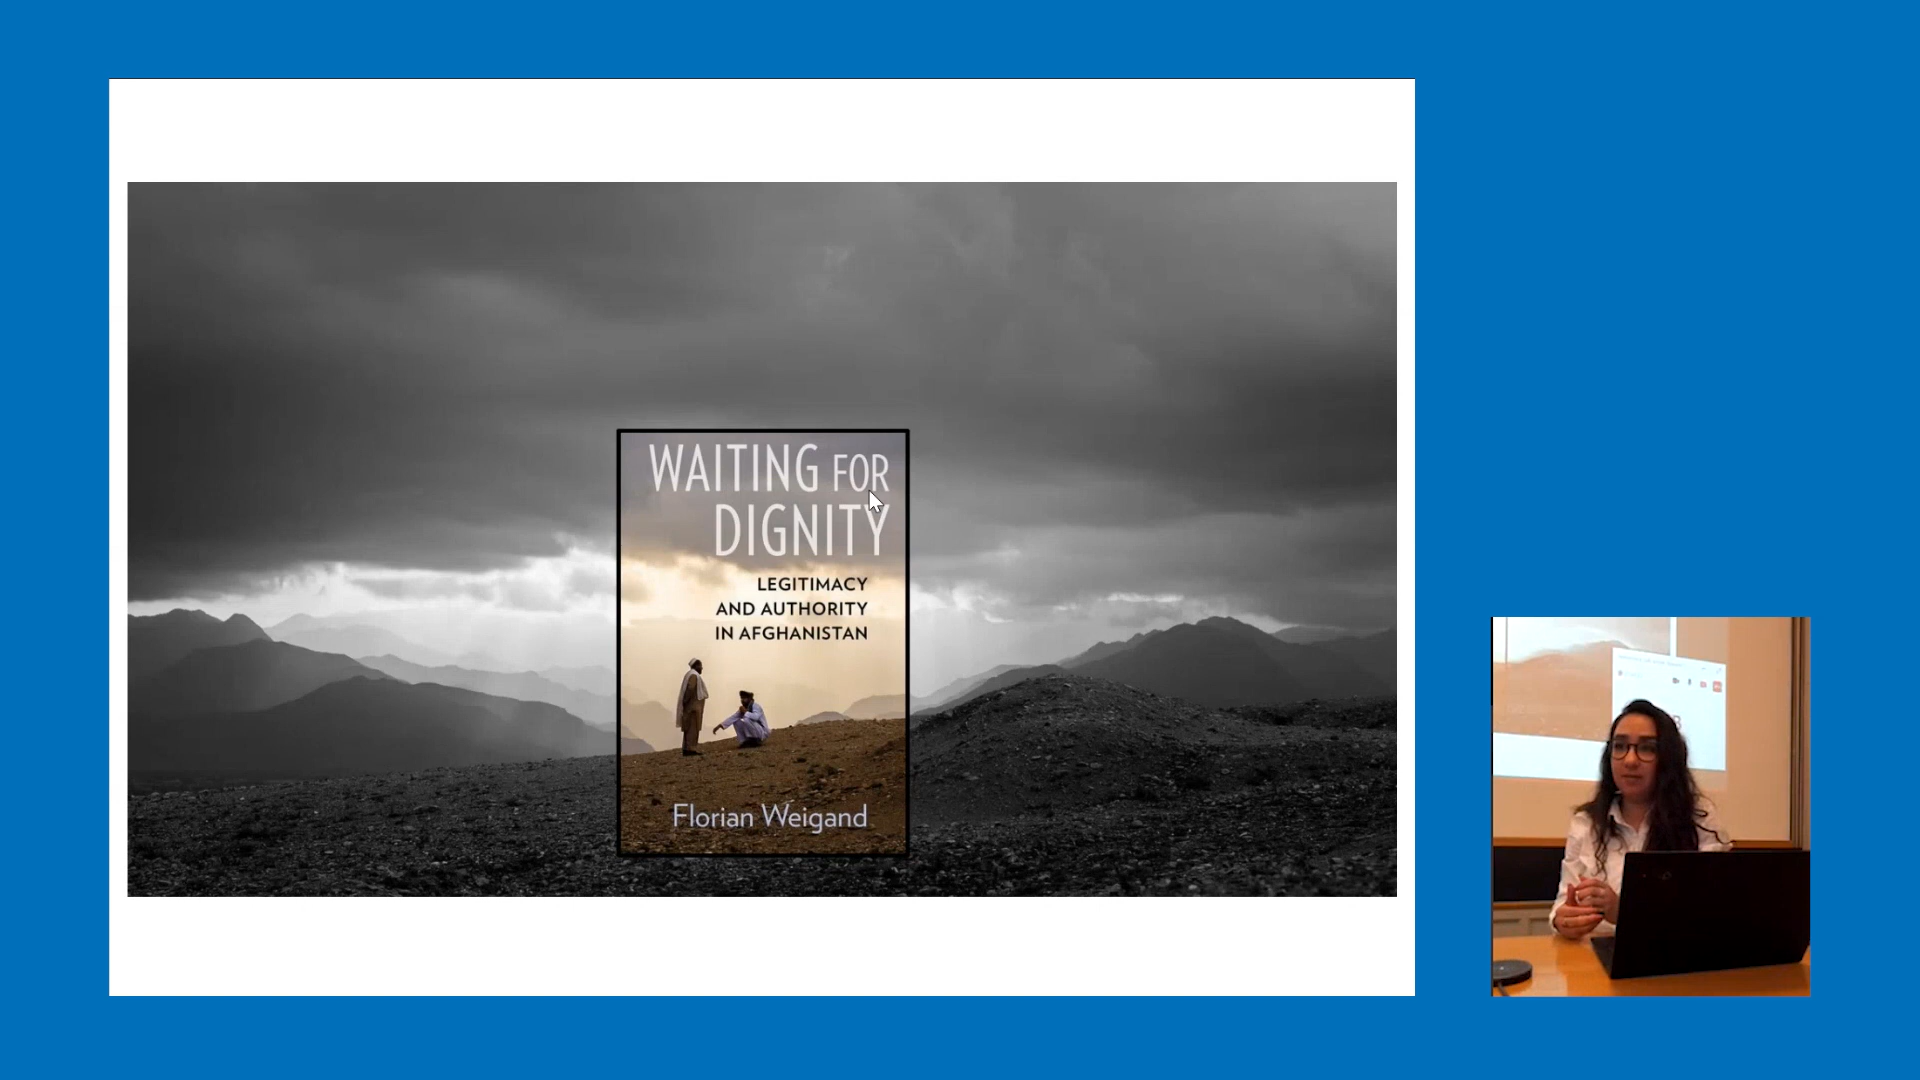 WAITING FOR
DIGNITY
LEGITIMACY
AND AUTHORITY
IN AFGHANISTAN
Florian Weigand